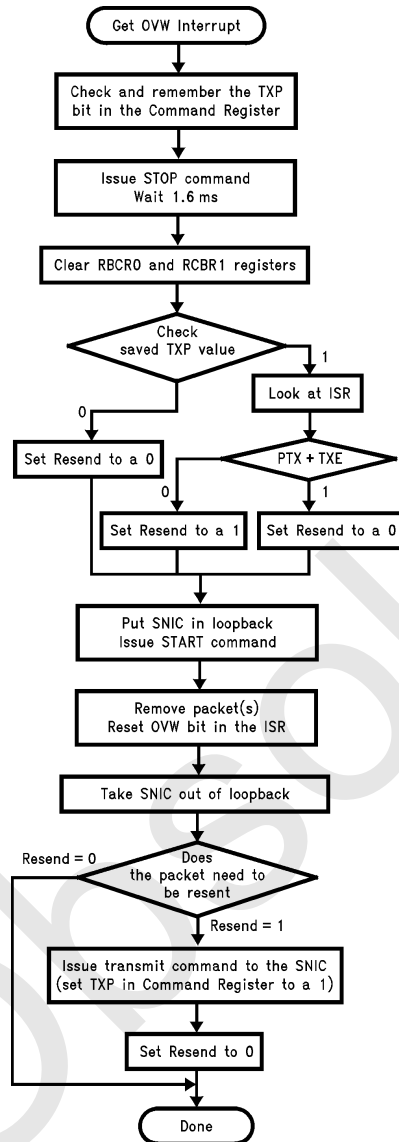 Get OVW Interrupt
Check and remember the TXP
bit in the Command Register
Issue STOP command
Wait 1.6 ms
Clear RBCR0 and RCBR1 registers
Check
saved TXP value
1
Look at ISR
0
Set Resend to a 0
PTX + TXE
0
1
Set Resend to a 1
Set Resend to a 0
Put SNIC in loopback
Issue START command
Remove packet(s)
Reset OVW bit in the ISR
Take SNIC out of loopback
Resend = 0
Does
the packet need to
be resent
Resend = 1
Issue transmit command to the SNIC
(set TXP in Command Register to a 1)
Set Resend to 0
Done